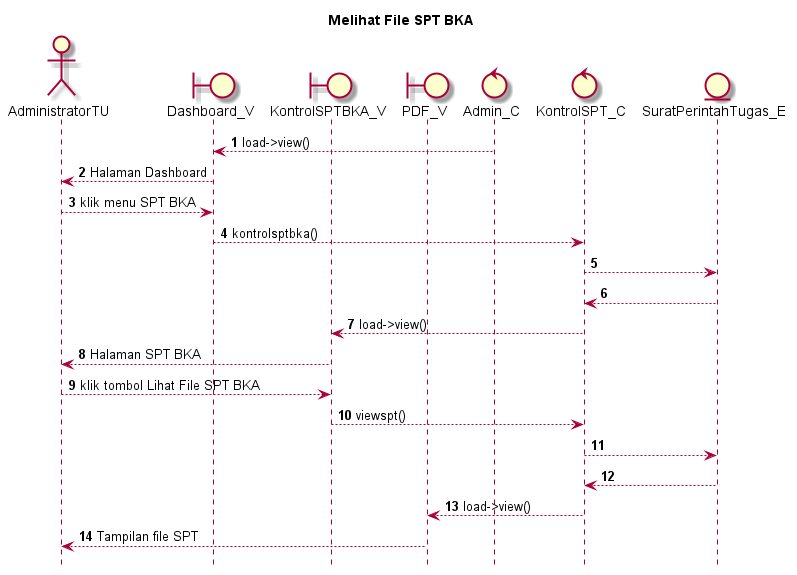 Melihat File SPT BKA
AdministratorTU
Dashboard_V
KontrolSPTBKA_V
PDF_V
Admin_C
KontrolSPT_C
SuratPerintahTugas_E
1 load->view()
2 Halaman Dashboard
3 klik menu SPT BKA
4 kontrolsptbka()
5
6
7 load->view()
8 Halaman SPT BKA
9 klik tombol Lihat File SPT BKA
10 viewspt()
11
12
13 load->view()
14 Tampilan file SPT